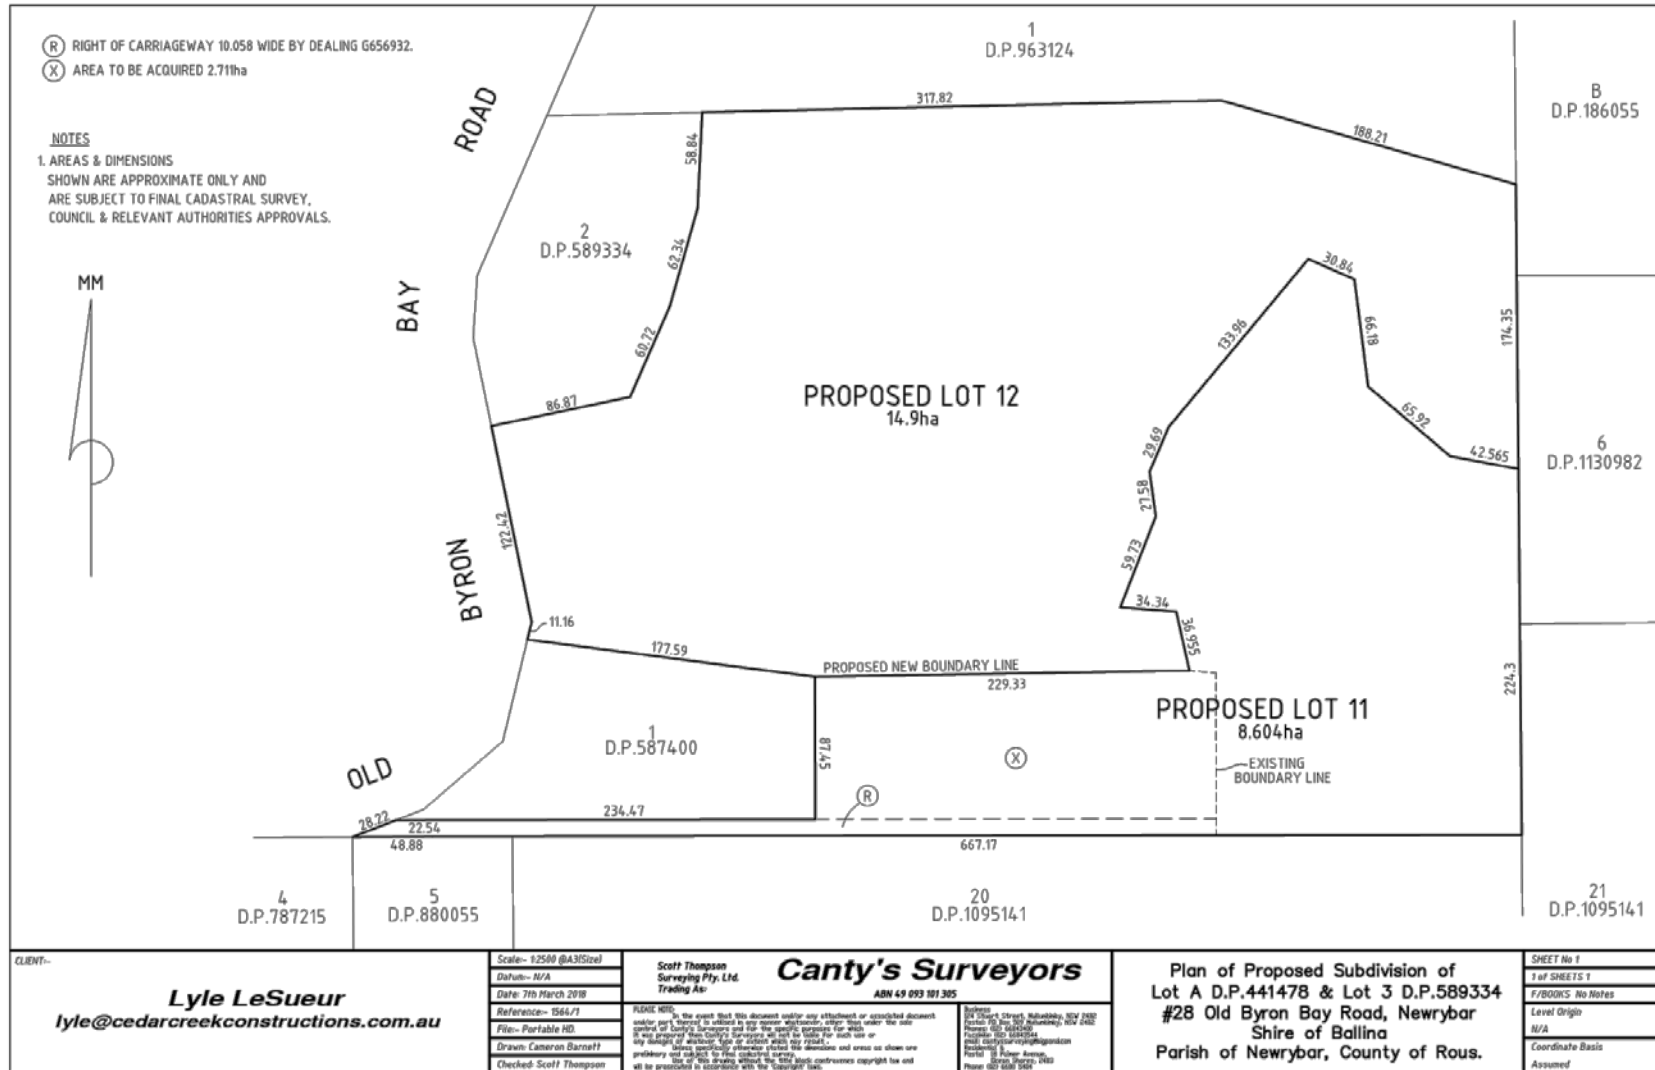 R RIGHT OF CARRIAGEWAY 10.058 WIDE BY DEALING G656932.
X AREA TO BE ACQUIRED 2.711ha
NOTES
1. AREAS & DIMENSIONS
SHOWN ARE APPROXIMATE ONLY AND
ARE SUBJECT TO FINAL CADASTRAL SURVEY,
COUNCIL & RELEVANT AUTHORITIES APPROVALS.
MM
ROAD
BAY
BYRON
OLD
1
D.P.963124
B
D.P.186055
317.82
188.21
58.84
2
D.P.589334
62.34
60.72
86.87
30.84
133.96
66.18
174.35
PROPOSED LOT 12
14.9ha
65.92
42.565
6
D.P.1130982
29.69
27.58
59.73
34.34
36.955
122.42
11.16
177.59
PROPOSED NEW BOUNDARY LINE
229.33
224.3
PROPOSED LOT 11
8.604ha
1
D.P.587400
87.45
X
EXISTING
BOUNDARY LINE
R
234.47
28.22
22.54
48.88
667.17
4
D.P.787215
5
D.P.880055
20
D.P.1095141
21
D.P.1095141
CLIENT:-
Lyle LeSueur
lyle@cedarcreekconstructions.com.au
Scale:- 1:2500 @A3(Size)
Datum:- N/A
Date: 7th March 2018
Reference:- 1564/1
File:- Portable HD.
Drawn: Cameron Barnett
Checked: Scott Thompson
Scott Thompson
Surveying Pty. Ltd.
Trading As:
Canty's Surveyors
ABN 49 093 101 305
PLEASE NOTE:
Business
Plan of Proposed Subdivision of
Lot A D.P.441478 & Lot 3 D.P.589334
#28 Old Byron Bay Road, Newrybar
Shire of Ballina
Parish of Newrybar, County of Rous.
SHEET No 1
1 of SHEETS 1
F/BOOKS No Notes
Level Origin
N/A
Coordinate Basis
Assumed